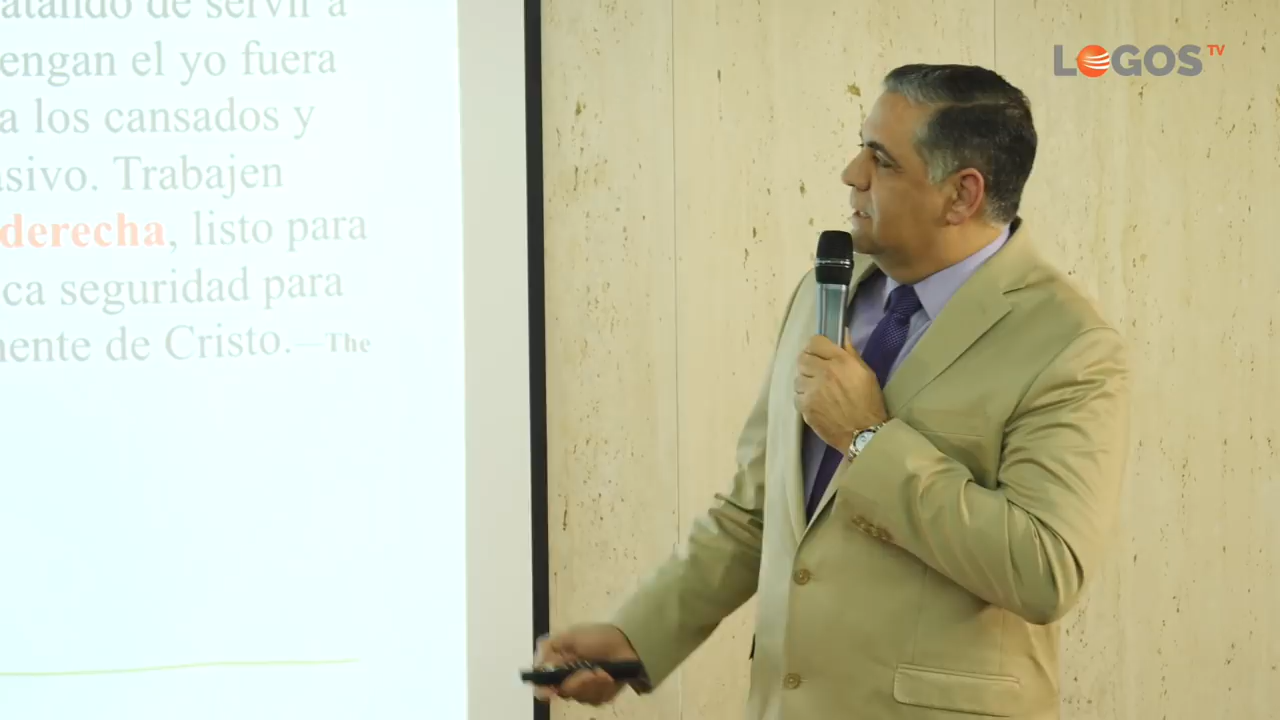 atando de servir a
engan el yo fuera
a los cansados y
asivo. Trabajen
derecha, listo para
ca seguridad para
mente de Cristo.—The
LOGOS TV